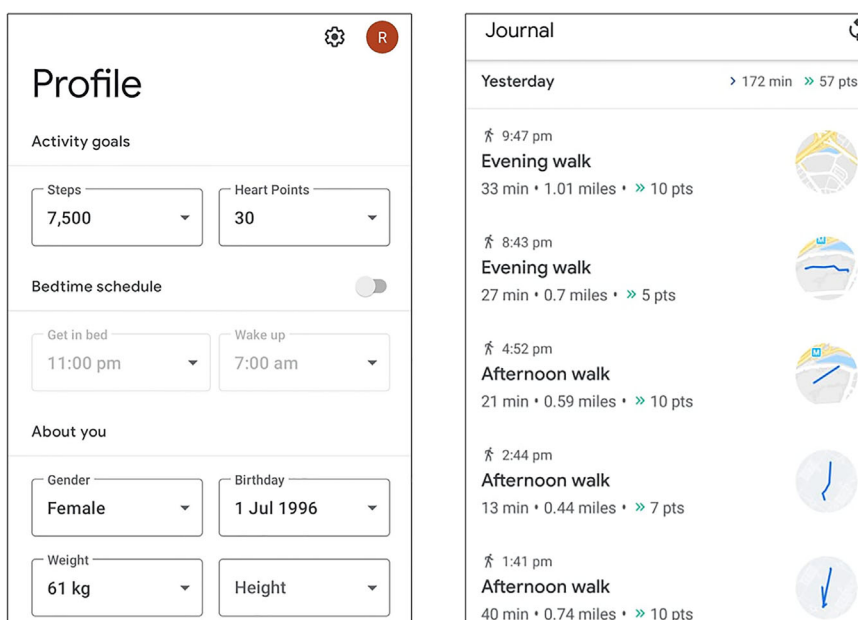 R
Profile
Activity goals
Steps
7,500
Heart Points
30
Bedtime schedule
Get in bed
11:00 pm
Wake up
7:00 am
About you
Gender
Female
Birthday
1 Jul 1996
Weight
61 kg
Height
Journal
Yesterday › 172 min » 57 pts
9:47 pm
Evening walk
33 min • 1.01 miles • » 10 pts
8:43 pm
Evening walk
27 min • 0.7 miles • » 5 pts
M
4:52 pm
Afternoon walk
21 min • 0.59 miles • » 10 pts
M
2:44 pm
Afternoon walk
13 min • 0.44 miles • » 7 pts
1:41 pm
Afternoon walk
40 min • 0.74 miles • » 10 pts